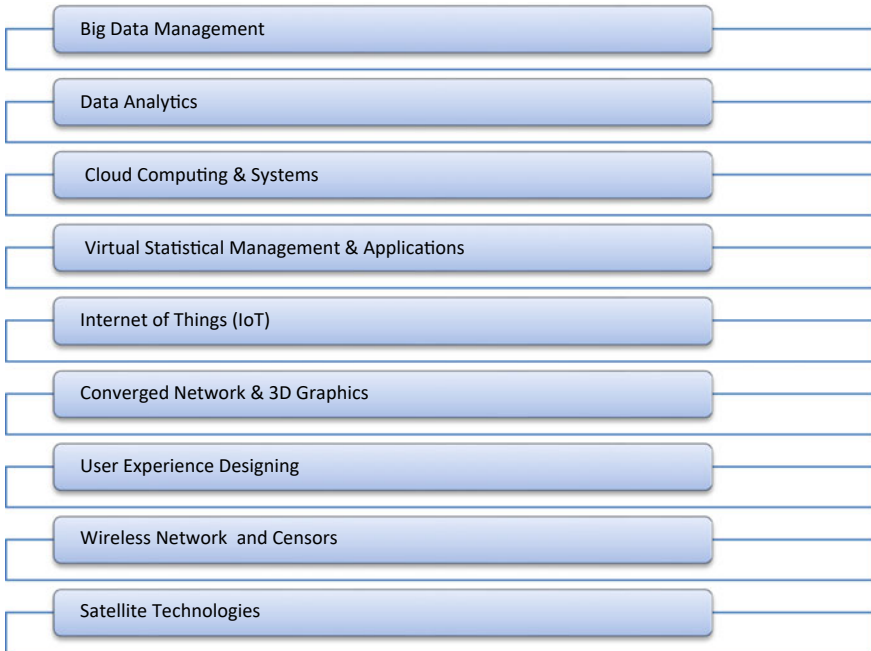 Big Data Management
Data Analytics
Cloud Computing & Systems
Virtual Statistical Management & Applications
Internet of Things (IoT)
Converged Network & 3D Graphics
User Experience Designing
Wireless Network  and Censors
Satellite Technologies